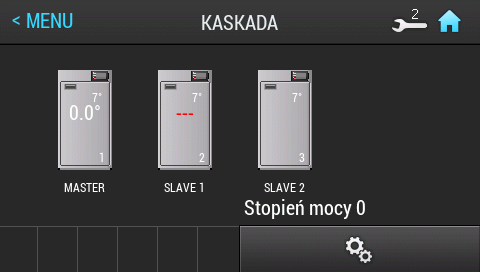 < MENU
KASKADA
2
7°
0.0°
1
7°
---
2
7°
3
MASTER
SLAVE 1
SLAVE 2
Stopień mocy 0